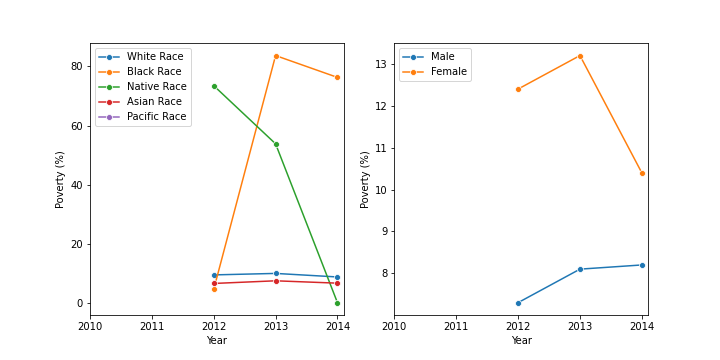 White Race
Black Race
Native Race
Asian Race
Pacific Race
80
60
40
20
0
Poverty (%)
2010 2011 2012 2013 2014
Year
Male
Female
13
12
11
10
9
8
Poverty (%)
2010 2011 2012 2013 2014
Year